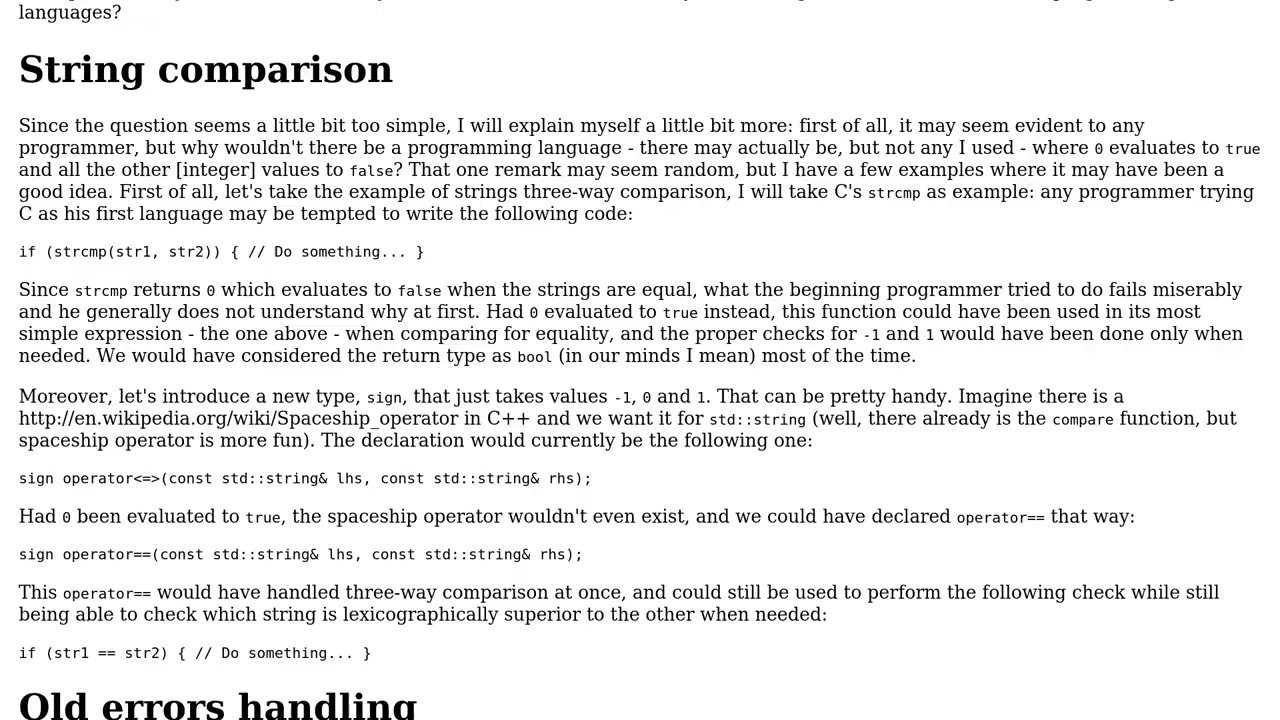 languages?
String comparison
Since the question seems a little bit too simple, I will explain myself a little bit more: first of all, it may seem evident to any
programmer, but why wouldn't there be a programming language - there may actually be, but not any I used - where 0 evaluates to true
and all the other [integer] values to false? That one remark may seem random, but I have a few examples where it may have been a
good idea. First of all, let's take the example of strings three-way comparison, I will take C's strcmp as example: any programmer trying
C as his first language may be tempted to write the following code:
if (strcmp(str1, str2)) { // Do something... }
Since strcmp returns 0 which evaluates to false when the strings are equal, what the beginning programmer tried to do fails miserably
and he generally does not understand why at first. Had 0 evaluated to true instead, this function could have been used in its most
simple expression - the one above - when comparing for equality, and the proper checks for -1 and 1 would have been done only when
needed. We would have considered the return type as bool (in our minds I mean) most of the time.
Moreover, let's introduce a new type, sign, that just takes values -1, 0 and 1. That can be pretty handy. Imagine there is a
http://en.wikipedia.org/wiki/Spaceship_operator in C++ and we want it for std::string (well, there already is the compare function, but
spaceship operator is more fun). The declaration would currently be the following one:
sign operator<=>(const std::string& lhs, const std::string& rhs);
Had 0 been evaluated to true, the spaceship operator wouldn't even exist, and we could have declared operator== that way:
sign operator==(const std::string& lhs, const std::string& rhs);
This operator== would have handled three-way comparison at once, and could still be used to perform the following check while still
being able to check which string is lexicographically superior to the other when needed:
if (str1 == str2) { // Do something... }
Old errors handling